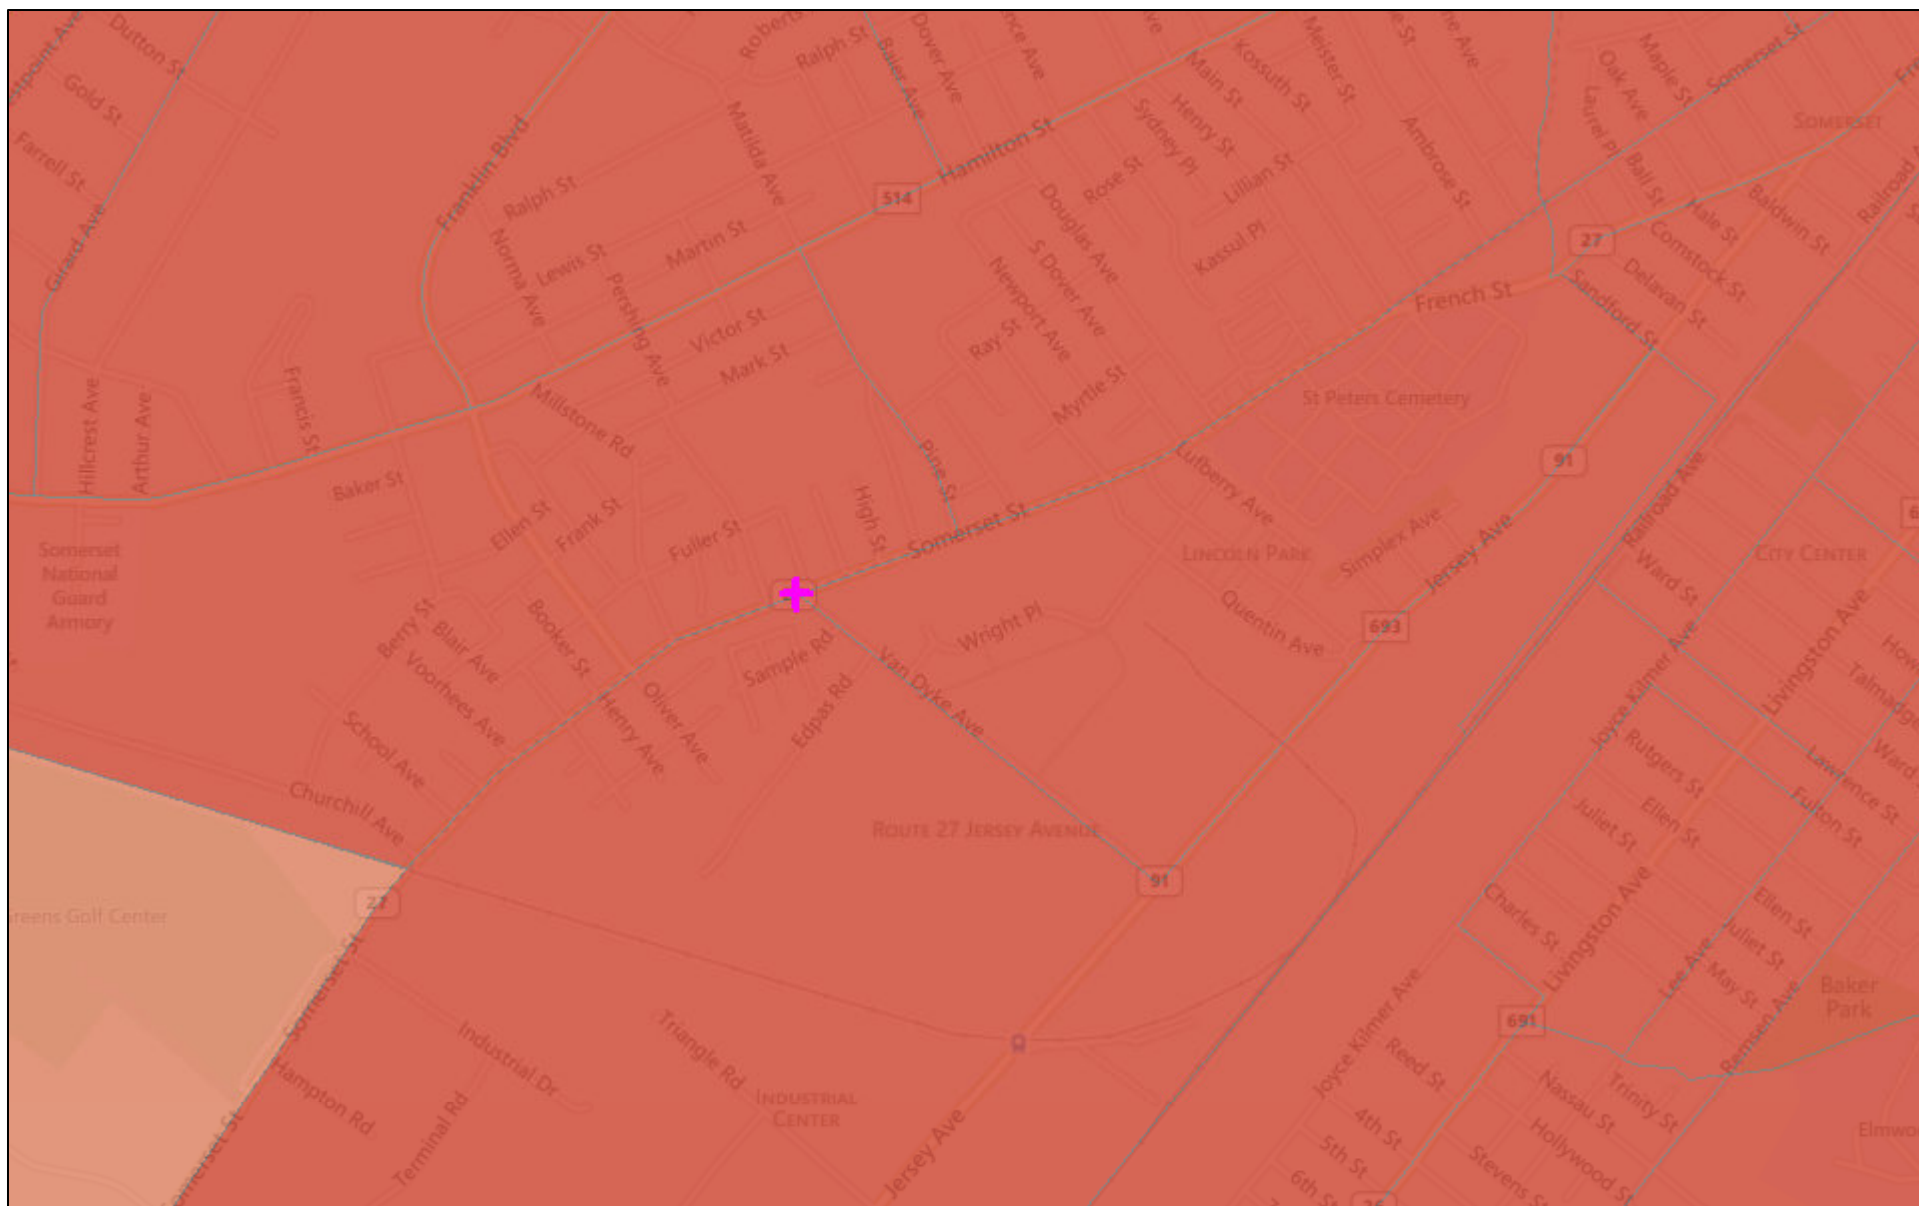 Dutton St
Gold St
Farrell St
Girard Ave
Franklin Blvd
Roberts
Ralph St
Baier Ave
Dover Ave
nce Ave
Main St
Kossuth St
Meister St
Maple St
Oak Ave
Laurel Pl
Somerset St
SOMERSET
Matilda Ave
Hamilton St
Sydney Pl
Henry St
Ambrose St
Ball St
Railroad A
Ralph St
514
Rose St
Lillian St
Hale St
Baldwin St
Norma Ave
Lewis St
Martin St
Douglas Ave
Kassul Pl
27
Comstock St
S Dover Ave
Newport Ave
French St
Sandford St
Delavan St
Pershing Ave
Victor St
Mark St
Ray St
Myrtle St
St Peters Cemetery
Hillcrest Ave
Arthur Ave
Francis St
Millstone Rd
Baker St
Pine St
Lufberry Ave
91
Railroad Ave
Ellen St
Frank St
Fuller St
High St
Somerset St
LINCOLN PARK
Simplex Ave
Jersey Ave
CITY CENTER
Somerset
National
Guard
Armory
Berry St
Blair Ave
Booker St
Wright Pl
Quentin Ave
693
Ward St
Livingston Ave
Voorhees Ave
Sample Rd
Van Dyke Ave
Joyce Kilmer Ave
Talmadge
School Ave
Henry Ave
Oliver Ave
Edpas Rd
Rutgers St
Lawrence St
Ward
Churchill Ave
ROUTE 27 JERSEY AVENUE
Juliet St
Ellen St
Fulton St
27
91
reens Golf Center
Charles St
Livingston Ave
Ellen St
Juliet St
Lee Ave
May St
Somerset St
Baker
Park
Industrial Dr
Triangle Rd
691
Remsen Ave
Hampton Rd
Terminal Rd
INDUSTRIAL
CENTER
Joyce Kilmer Ave
Reed St
Nassau St
Trinity St
Jersey Ave
4th St
5th St
6th St
Hollywood St
Stevens St
Elmwo
omerset St